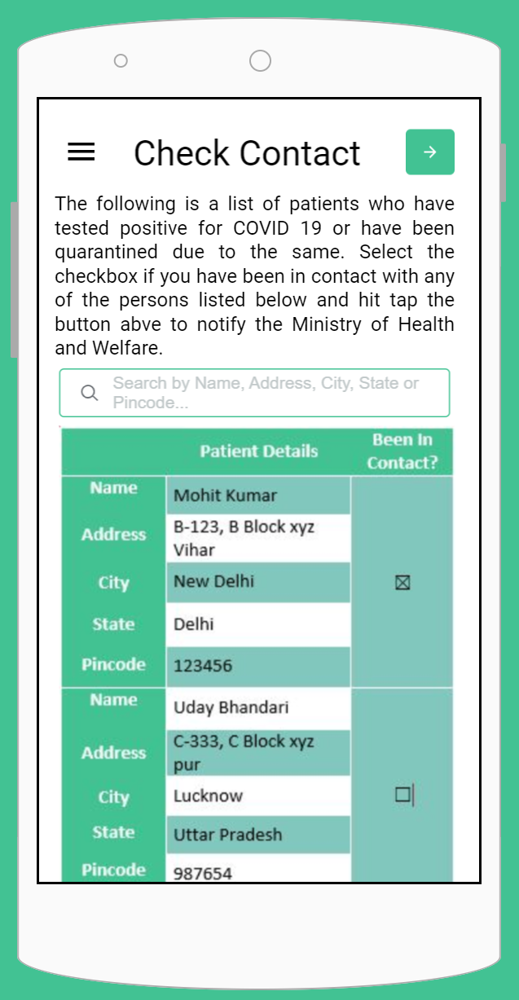 Check Contact
The following is a list of patients who have
tested positive for COVID 19 or have been
quarantined due to the same. Select the
checkbox if you have been in contact with any
of the persons listed below and hit tap the
button abve to notify the Ministry of Health
and Welfare.
Search by Name, Address, City, State or
Pincode...
Patient Details
Been In
Contact?
Name
Mohit Kumar
Address
B-123, B Block xyz
Vihar
City
New Delhi
State
Delhi
Pincode
123456
Name
Uday Bhandari
Address
C-333, C Block xyz
pur
City
Lucknow
State
Uttar Pradesh
Pincode
987654